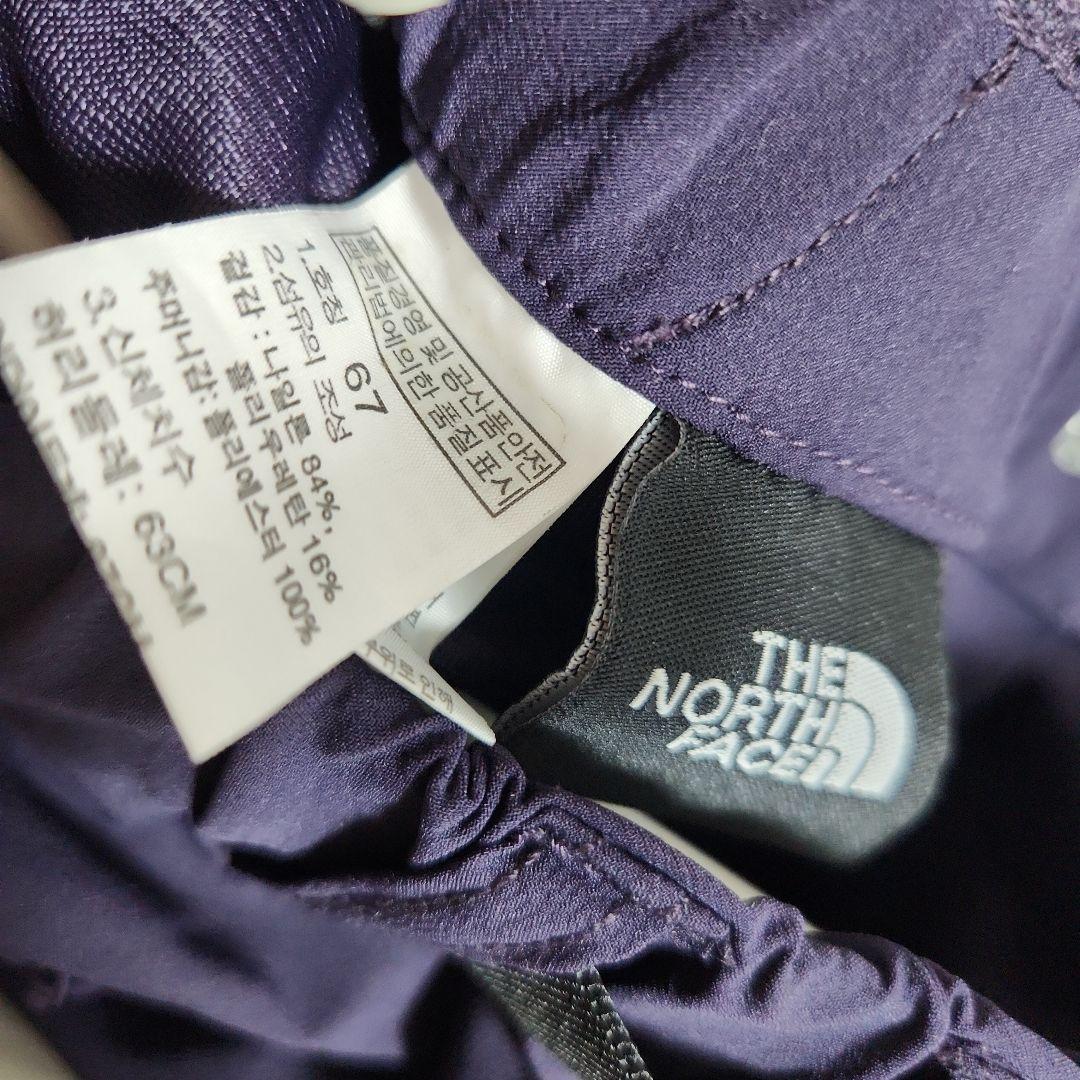 품질경영 및 공산품안전
관리법에의한 품질표시
1.호칭 67
2.섬유의 조성
겉감 : 나일론 84%,
폴리우레탄 16%
주머니감: 폴리에스터 100%
3.신체치수
허리둘레: 63CM
THE
NORTH
FACE